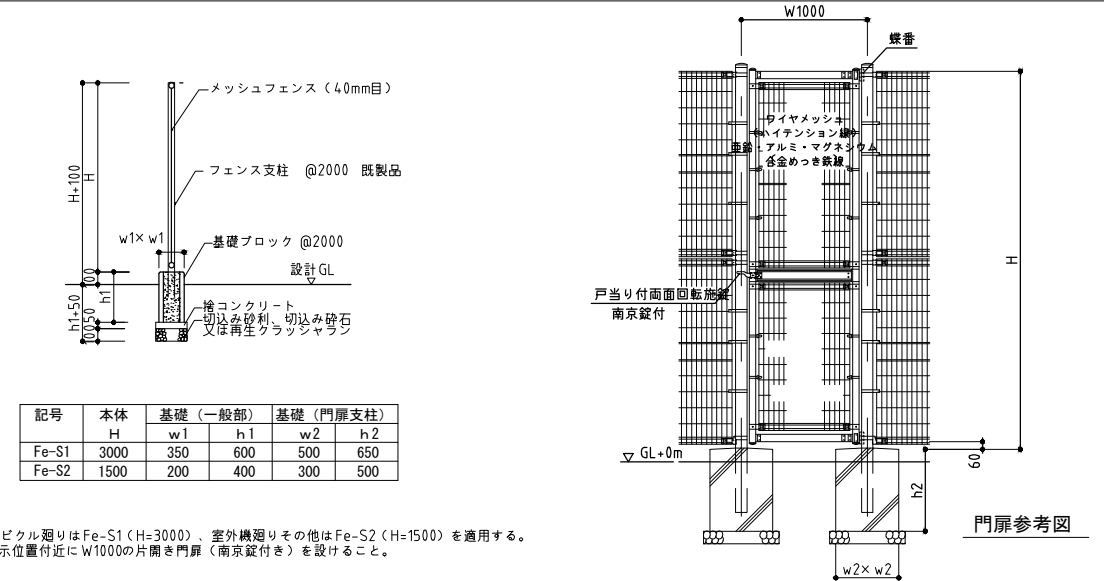 メッシュフェンス（40mm目）
フェンス支柱　@2000　既製品
基礎ブロック @2000
w1× w1
設計GL
捨コンクリート
切込み砂利、切込み砕石
又は再生クラッシャラン
H+100
H
100
h1
h1+50
50
100
W1000
蝶番
ワイヤメッシュ
（ハイテンション線）
亜鉛・アルミ・マグネシウム
合金めっき鉄線
戸当り付両面回転施錠
南京錠付
H
GL+0m
60
h2
w2× w2
門扉参考図
記号 本体 基礎（一般部） 基礎（門扉支柱）
H w1 h1 w2 h2
Fe-S1 3000 350 600 500 650
Fe-S2 1500 200 400 300 500
ビクル廻りはFe-S1（H=3000）、室外機廻りその他はFe-S2（H=1500）を適用する。
示位置付近にW1000の片開き門扉（南京錠付き）を設けること。